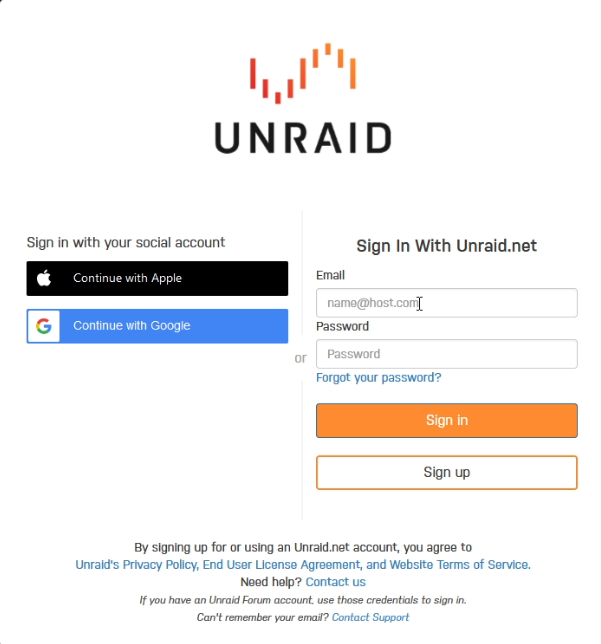 UNRAID
Sign in with your social account
Continue with Apple
Continue with Google
or
Sign In With Unraid.net
Email
name@host.com
Password
Password
Forgot your password?
Sign in
Sign up
By signing up for or using an Unraid.net account, you agree to
Unraid's Privacy Policy, End User License Agreement, and Website Terms of Service.
Need help? Contact us
If you have an Unraid Forum account, use those credentials to sign in.
Can't remember your email? Contact Support